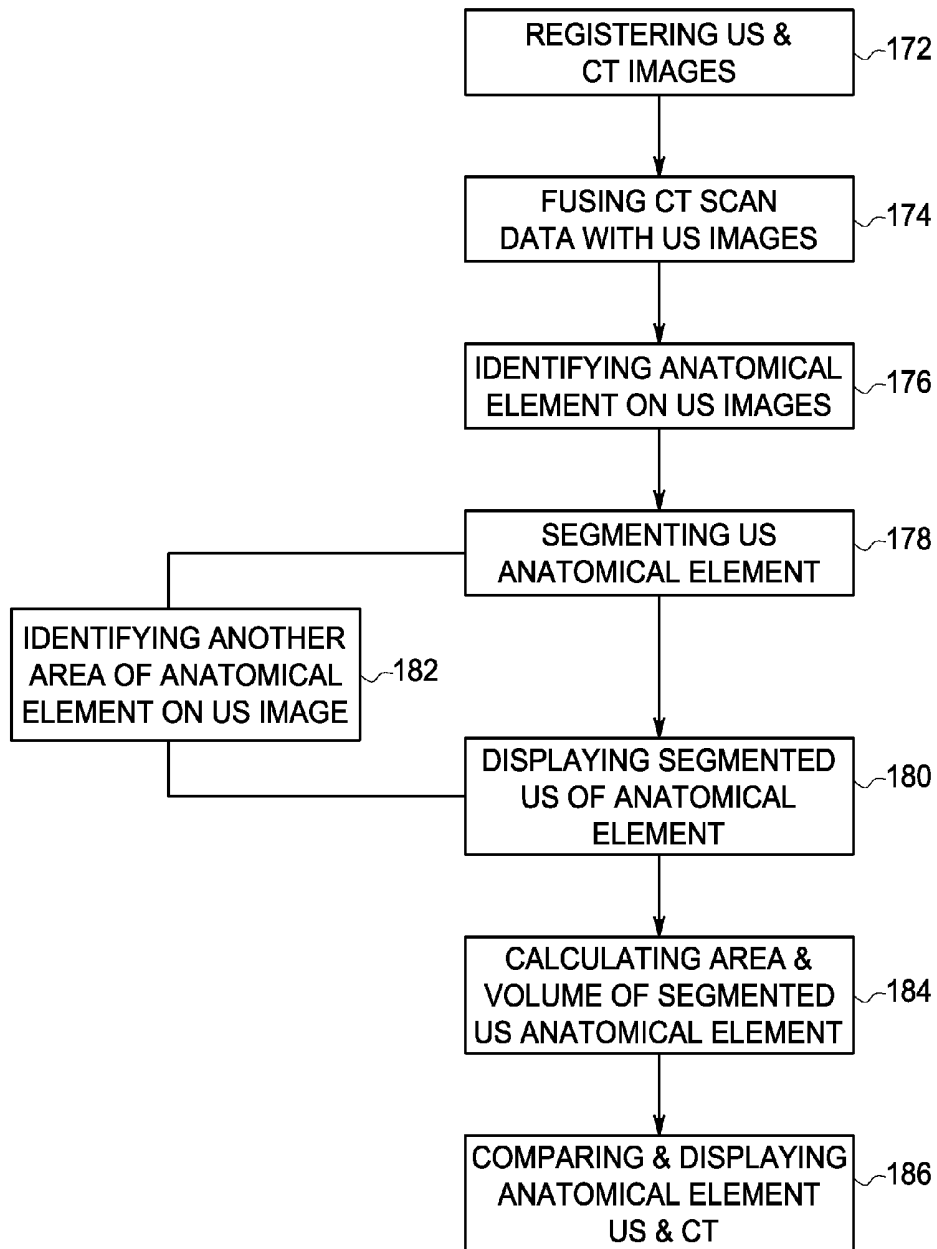 REGISTERING US &
CT IMAGES
172
FUSING CT SCAN
DATA WITH US IMAGES
174
IDENTIFYING ANATOMICAL
ELEMENT ON US IMAGES
176
SEGMENTING US
ANATOMICAL ELEMENT
178
IDENTIFYING ANOTHER
AREA OF ANATOMICAL
ELEMENT ON US IMAGE
182
DISPLAYING SEGMENTED
US OF ANATOMICAL
ELEMENT
180
CALCULATING AREA &
VOLUME OF SEGMENTED
US ANATOMICAL ELEMENT
184
COMPARING & DISPLAYING
ANATOMICAL ELEMENT
US & CT
186